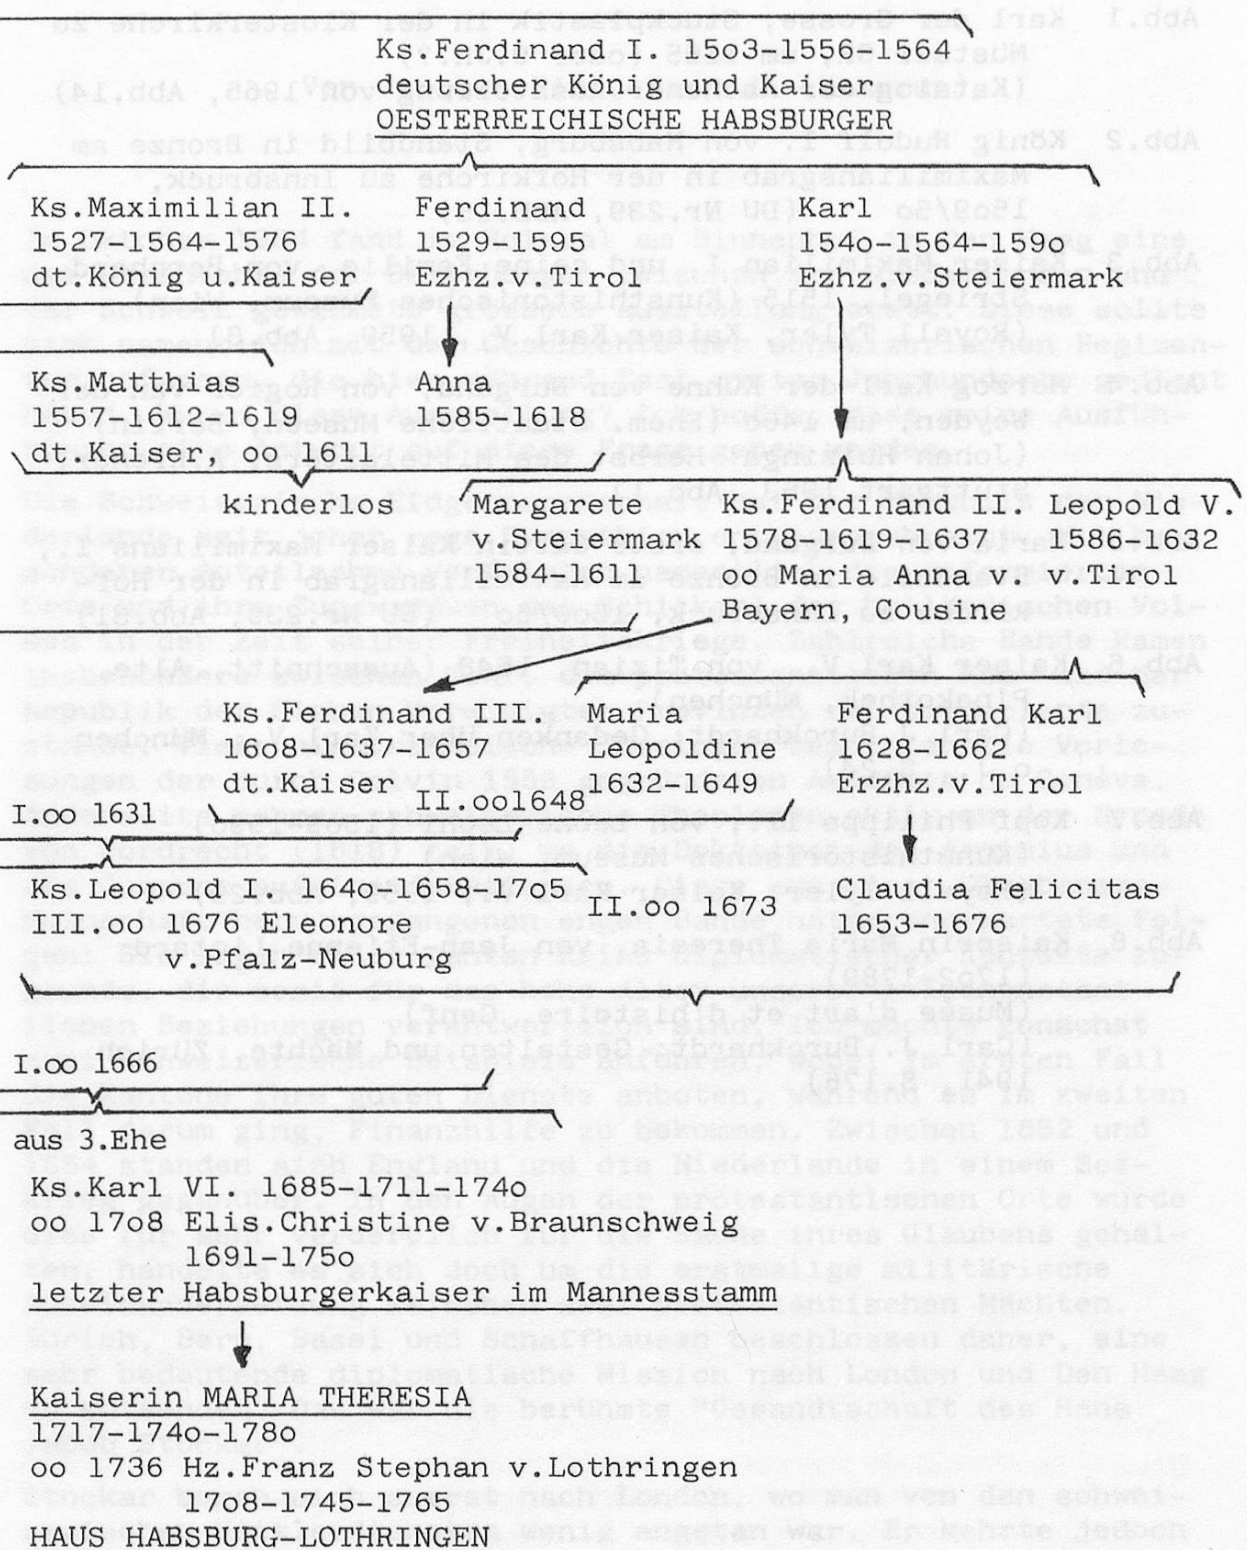 Ks.Ferdinand I. 15o3-1556-1564
deutscher König und Kaiser
OESTERREICHISCHE HABSBURGER
Ks.Maximilian II.
1527-1564-1576
dt.König u.Kaiser
Ferdinand
1529-1595
Ezhz.v.Tirol
Karl
154o-1564-159o
Ezhz.v.Steiermark
Ks.Matthias
1557-1612-1619
dt.Kaiser, oo 1611
Anna
1585-1618
kinderlos
Margarete
v.Steiermark
1584-1611
Ks.Ferdinand II.
1578-1619-1637
oo Maria Anna v.
Bayern, Cousine
Leopold V.
1586-1632
v.Tirol
Ks.Ferdinand III.
16o8-1637-1657
dt.Kaiser
II.oo1648
Maria
Leopoldine
1632-1649
Ferdinand Karl
1628-1662
Erzhz.v.Tirol
I.oo 1631
Ks.Leopold I. 164o-1658-17o5
III.oo 1676 Eleonore
v.Pfalz-Neuburg
II.oo 1673
Claudia Felicitas
1653-1676
I.oo 1666
aus 3.Ehe
Ks.Karl VI. 1685-1711-174o
oo 17o8 Elis.Christine v.Braunschweig
1691-175o
letzter Habsburgerkaiser im Mannesstamm
Kaiserin MARIA THERESIA
1717-174o-178o
oo 1736 Hz.Franz Stephan v.Lothringen
17o8-1745-1765
HAUS HABSBURG-LOTHRINGEN